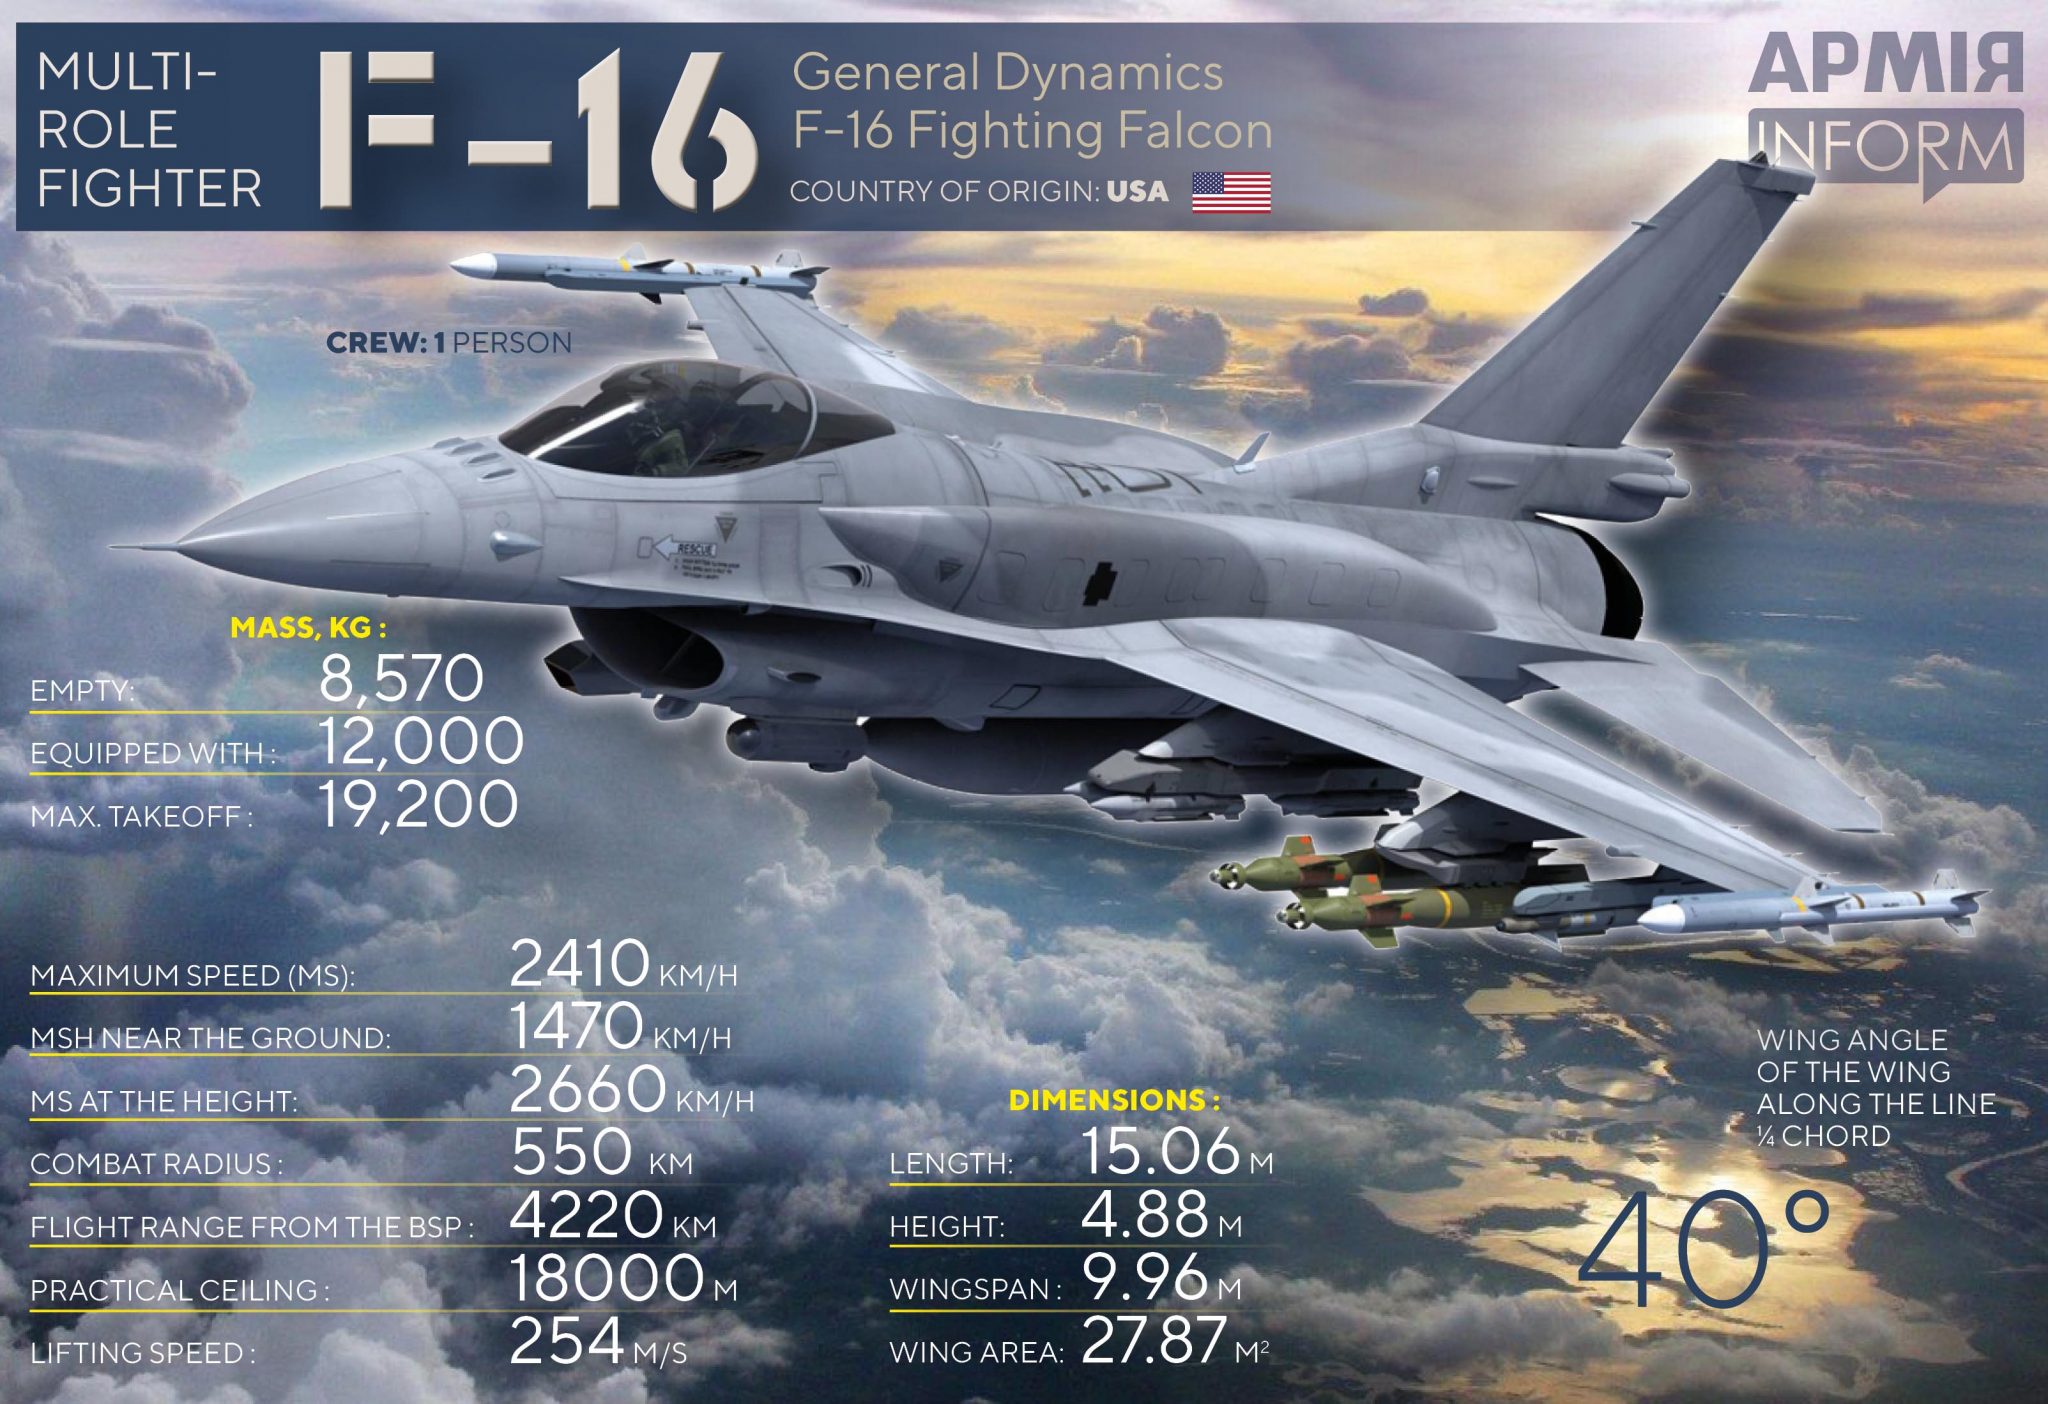 MULTI-
ROLE
FIGHTER
F-16
General Dynamics
F-16 Fighting Falcon
COUNTRY OF ORIGIN: USA
АРМІЯ
INFORM
CREW: 1 PERSON
RESCUE
MASS, KG :
EMPTY: 8,570
EQUIPPED WITH : 12,000
MAX. TAKEOFF : 19,200
MAXIMUM SPEED (MS): 2410 KM/H
MSH NEAR THE GROUND: 1470 KM/H
MS AT THE HEIGHT: 2660 KM/H
COMBAT RADIUS : 550 KM
FLIGHT RANGE FROM THE BSP : 4220 KM
PRACTICAL CEILING : 18000 M
LIFTING SPEED : 254 M/S
DIMENSIONS :
LENGTH: 15.06 M
HEIGHT: 4.88 M
WINGSPAN : 9.96 M
WING AREA: 27.87 M²
WING ANGLE
OF THE WING
ALONG THE LINE
¼ CHORD
40°